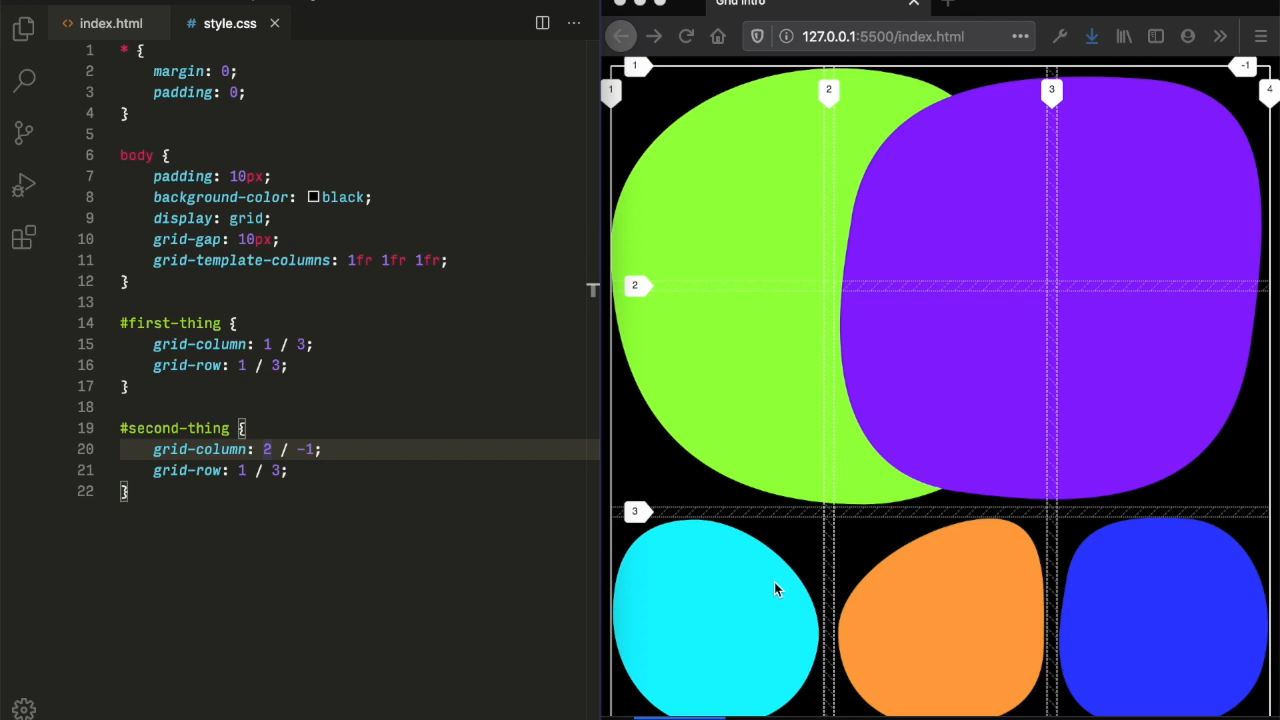 index.html
# style.css
1 * {
2 margin: 0;
3 padding: 0;
4 }
5
6 body {
7 padding: 10px;
8 background-color: black;
9 display: grid;
10 grid-gap: 10px;
11 grid-template-columns: 1fr 1fr 1fr;
12 }
13
14 #first-thing {
15 grid-column: 1 / 3;
16 grid-row: 1 / 3;
17 }
18
19 #second-thing {
20 grid-column: 2 / -1;
21 grid-row: 1 / 3;
22 }
T
Grid Intro
127.0.0.1:5500/index.html
1
-1
1
2
3
4
2
3